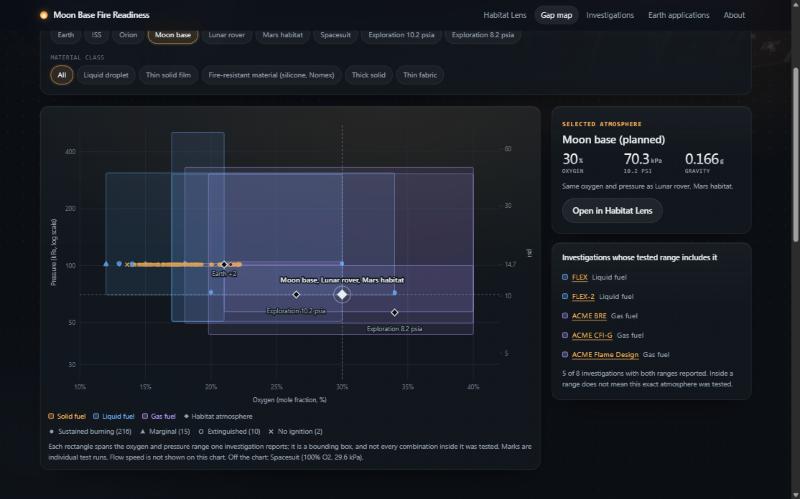 Moon Base Fire Readiness
Habitat Lens Gap map Investigations Earth applications About
Earth ISS Orion Moon base Lunar rover Mars habitat Spacesuit Exploration 10.2 psia Exploration 8.2 psia
MATERIAL CLASS
All Liquid droplet Thin solid film Fire-resistant material (silicone, Nomex) Thick solid Thin fabric
Pressure (kPa, log scale)
400
200
100
50
30
60
30
14.7
10
5
psi
Earth +2
Moon base, Lunar rover, Mars habitat
Exploration 10.2 psia
Exploration 8.2 psia
10% 15% 20% 25% 30% 35% 40%
Oxygen (mole fraction, %)
Solid fuel Liquid fuel Gas fuel Habitat atmosphere
Sustained burning (216) Marginal (15) Extinguished (10) No ignition (2)
Each rectangle spans the oxygen and pressure range one investigation reports; it is a bounding box, and not every combination inside it was tested. Marks are
individual test runs. Flow speed is not shown on this chart. Off the chart: Spacesuit (100% O2, 29.6 kPa).
SELECTED ATMOSPHERE
Moon base (planned)
30% 70.3 kPa 0.166 g
OXYGEN 10.2 PSI GRAVITY
Same oxygen and pressure as Lunar rover, Mars habitat.
Open in Habitat Lens
Investigations whose tested range includes it
FLEX Liquid fuel
FLEX-2 Liquid fuel
ACME BRE Gas fuel
ACME CFI-G Gas fuel
ACME Flame Design Gas fuel
5 of 8 investigations with both ranges reported. Inside a
range does not mean this exact atmosphere was tested.